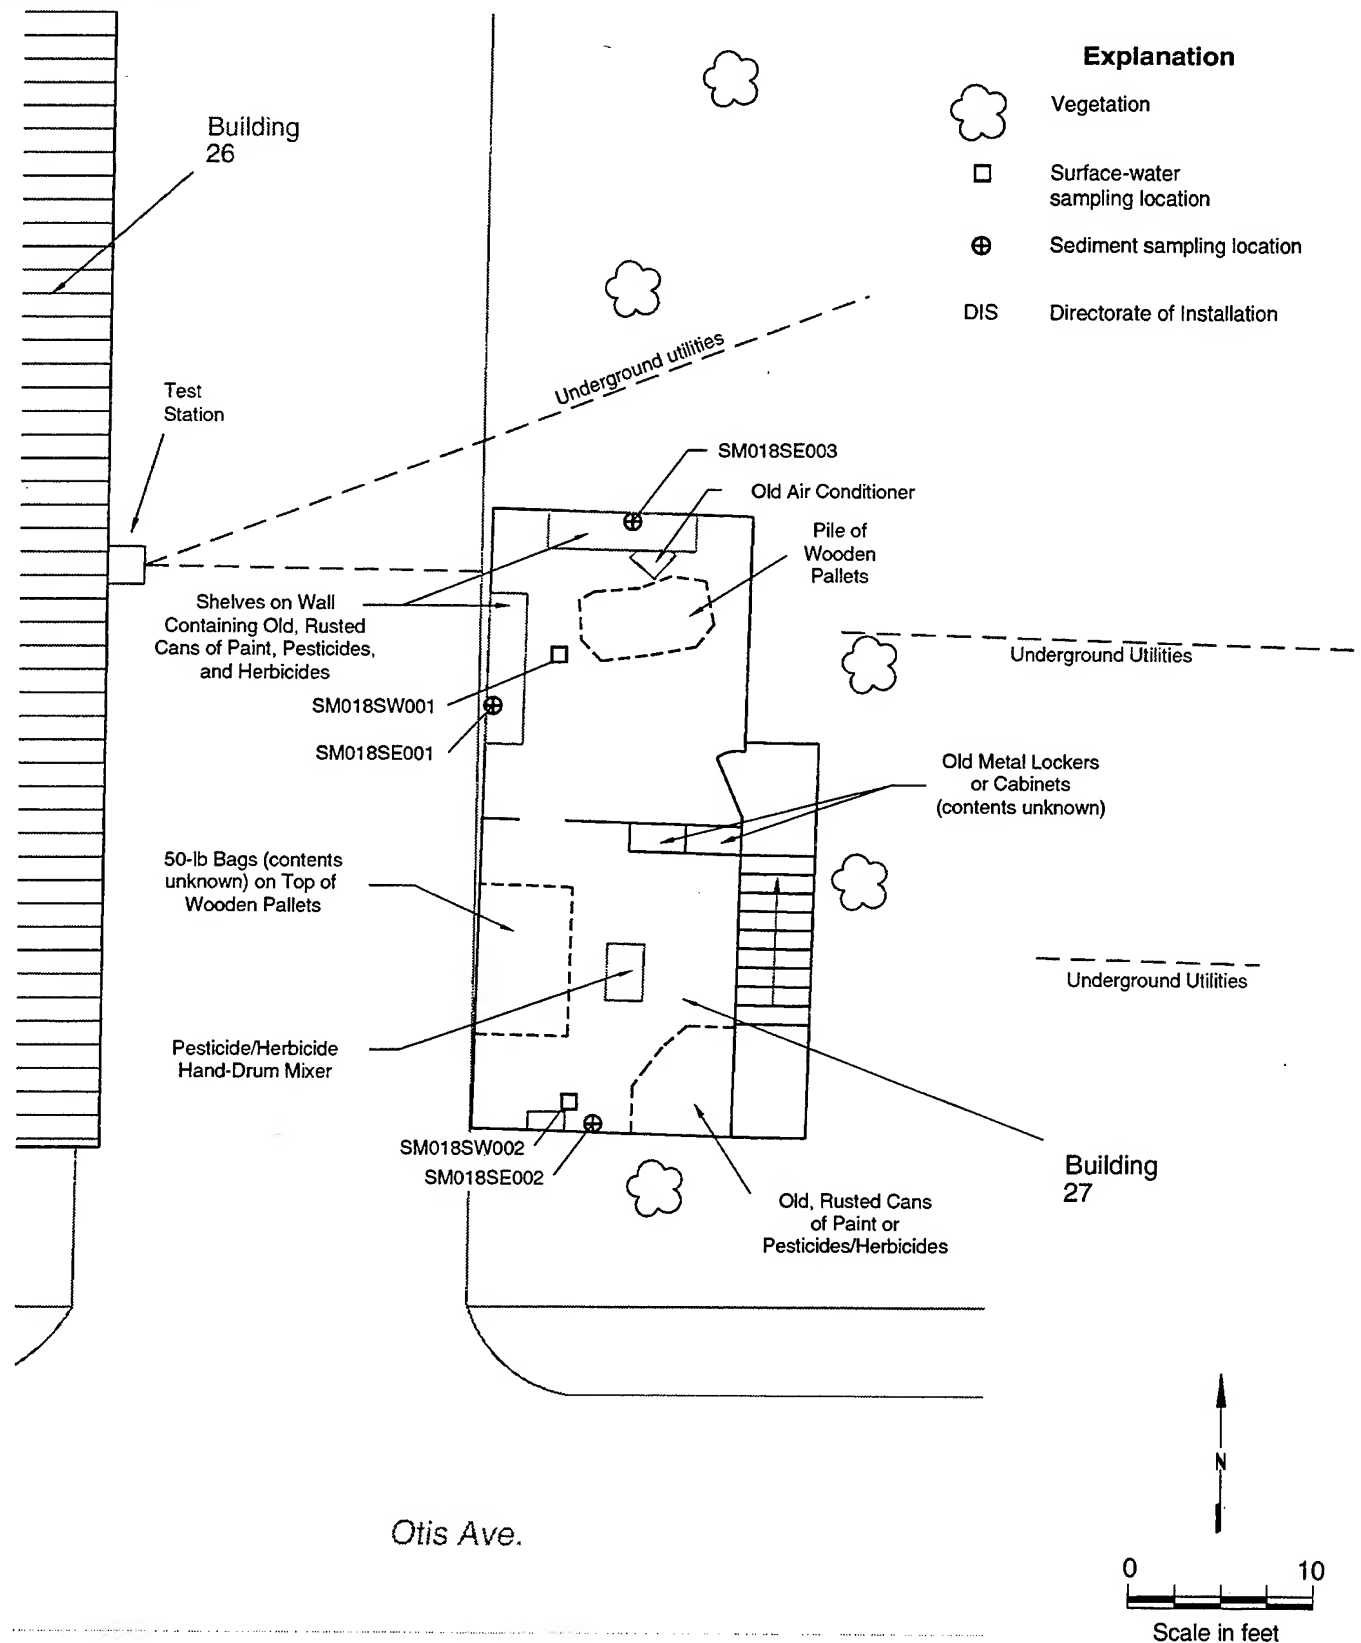 Explanation
Vegetation
Surface-water
sampling location
Sediment sampling location
DIS Directorate of Installation
Building
26
Underground utilities
Test
Station
SM018SE003
Old Air Conditioner
Pile of
Wooden
Pallets
Shelves on Wall
Containing Old, Rusted
Cans of Paint, Pesticides,
and Herbicides
Underground Utilities
SM018SW001
SM018SE001
Old Metal Lockers
or Cabinets
(contents unknown)
50-lb Bags (contents
unknown) on Top of
Wooden Pallets
Underground Utilities
Pesticide/Herbicide
Hand-Drum Mixer
SM018SW002
SM018SE002
Building
27
Old, Rusted Cans
of Paint or
Pesticides/Herbicides
N
Otis Ave.
0 10
Scale in feet